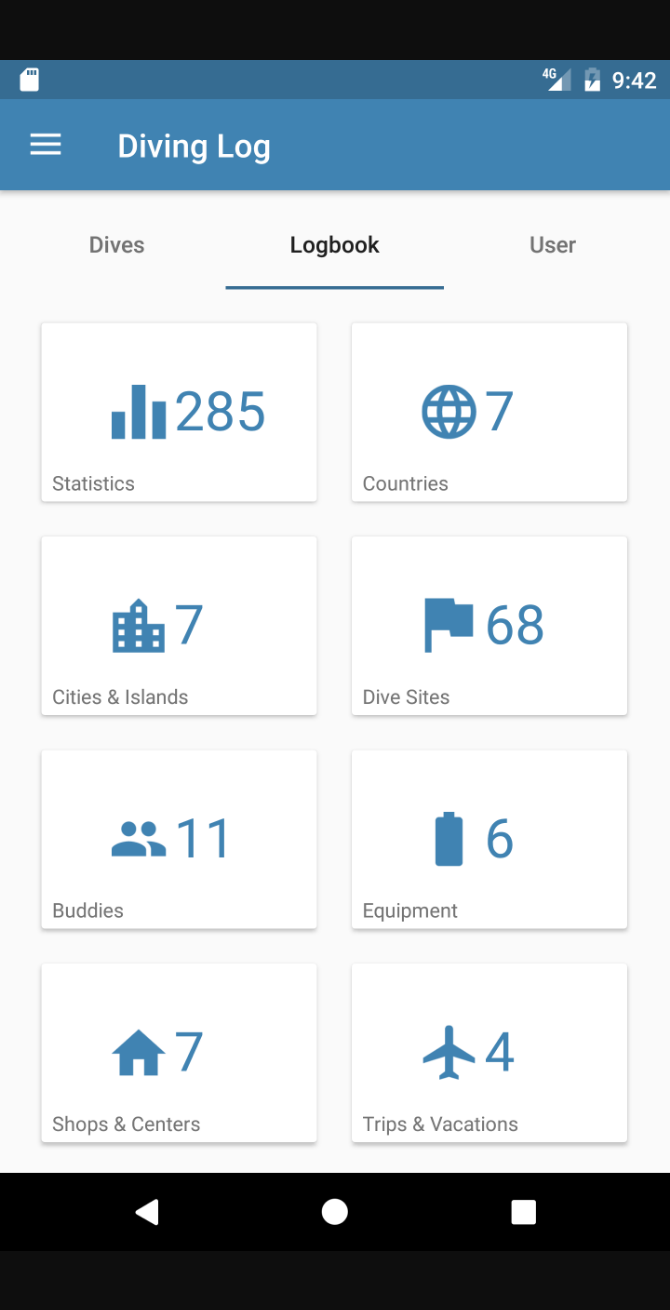 4G 9:42
Diving Log
Dives Logbook User
285 7
Statistics Countries
7 68
Cities & Islands Dive Sites
11 6
Buddies Equipment
7 4
Shops & Centers Trips & Vacations